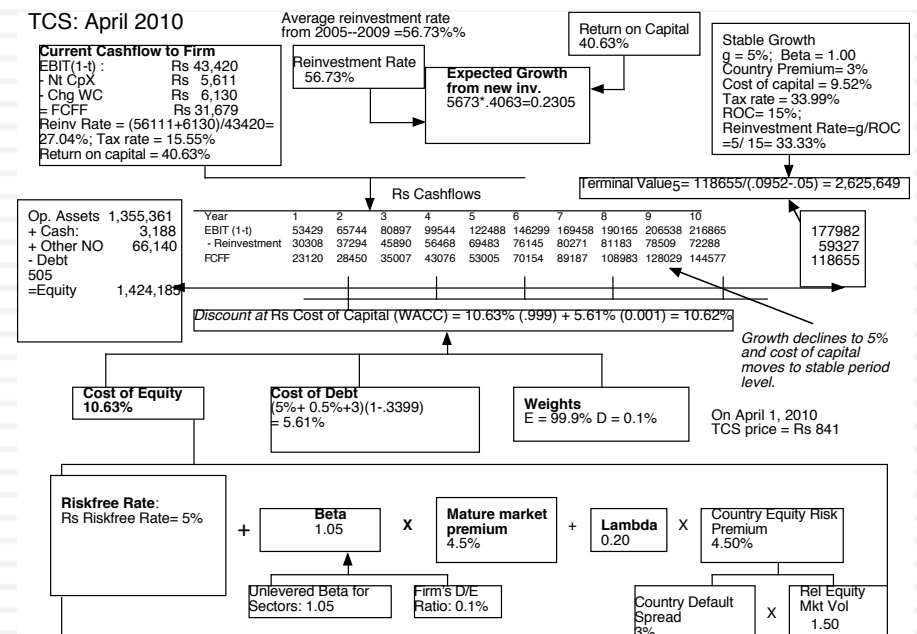 TCS: April 2010
Average reinvestment rate
from 2005--2009 =56.73%%
Current Cashflow to Firm
EBIT(1-t) : Rs 43,420
- Nt CpX Rs 5,611
- Chg WC Rs 6,130
= FCFF Rs 31,679
Reinv Rate = (56111+6130)/43420=
27.04%; Tax rate = 15.55%
Return on capital = 40.63%
Reinvestment Rate
56.73%
Expected Growth
from new inv.
5673*.4063=0.2305
Return on Capital
40.63%
Stable Growth
g = 5%; Beta = 1.00
Country Premium= 3%
Cost of capital = 9.52%
Tax rate = 33.99%
ROC= 15%;
Reinvestment Rate=g/ROC
=5/ 15= 33.33%
Rs Cashflows
Terminal Value5= 118655/(.0952-.05) = 2,625,649
Op. Assets 1,355,361
+ Cash: 3,188
+ Other NO 66,140
- Debt
505
=Equity 1,424,185
Year 1 2 3 4 5 6 7 8 9 10
EBIT (1-t) 53429 65744 80897 99544 122488 146299 169458 190165 206538 216865
- Reinvestment 30308 37294 45890 56468 69483 76145 80271 81183 78509 72288
FCFF 23120 28450 35007 43076 53005 70154 89187 108983 128029 144577
177982
59327
118655
Discount at Rs Cost of Capital (WACC) = 10.63% (.999) + 5.61% (0.001) = 10.62%
Growth declines to 5%
and cost of capital
moves to stable period
level.
Cost of Equity
10.63%
Cost of Debt
(5%+ 0.5%+3)(1-.3399)
= 5.61%
Weights
E = 99.9% D = 0.1%
On April 1, 2010
TCS price = Rs 841
Riskfree Rate:
Rs Riskfree Rate= 5%
+
Beta
1.05
X
Mature market
premium
4.5%
+
Lambda
0.20
X
Country Equity Risk
Premium
4.50%
Unlevered Beta for
Sectors: 1.05
Firm's D/E
Ratio: 0.1%
Country Default
Spread
3%
X
Rel Equity
Mkt Vol
1.50